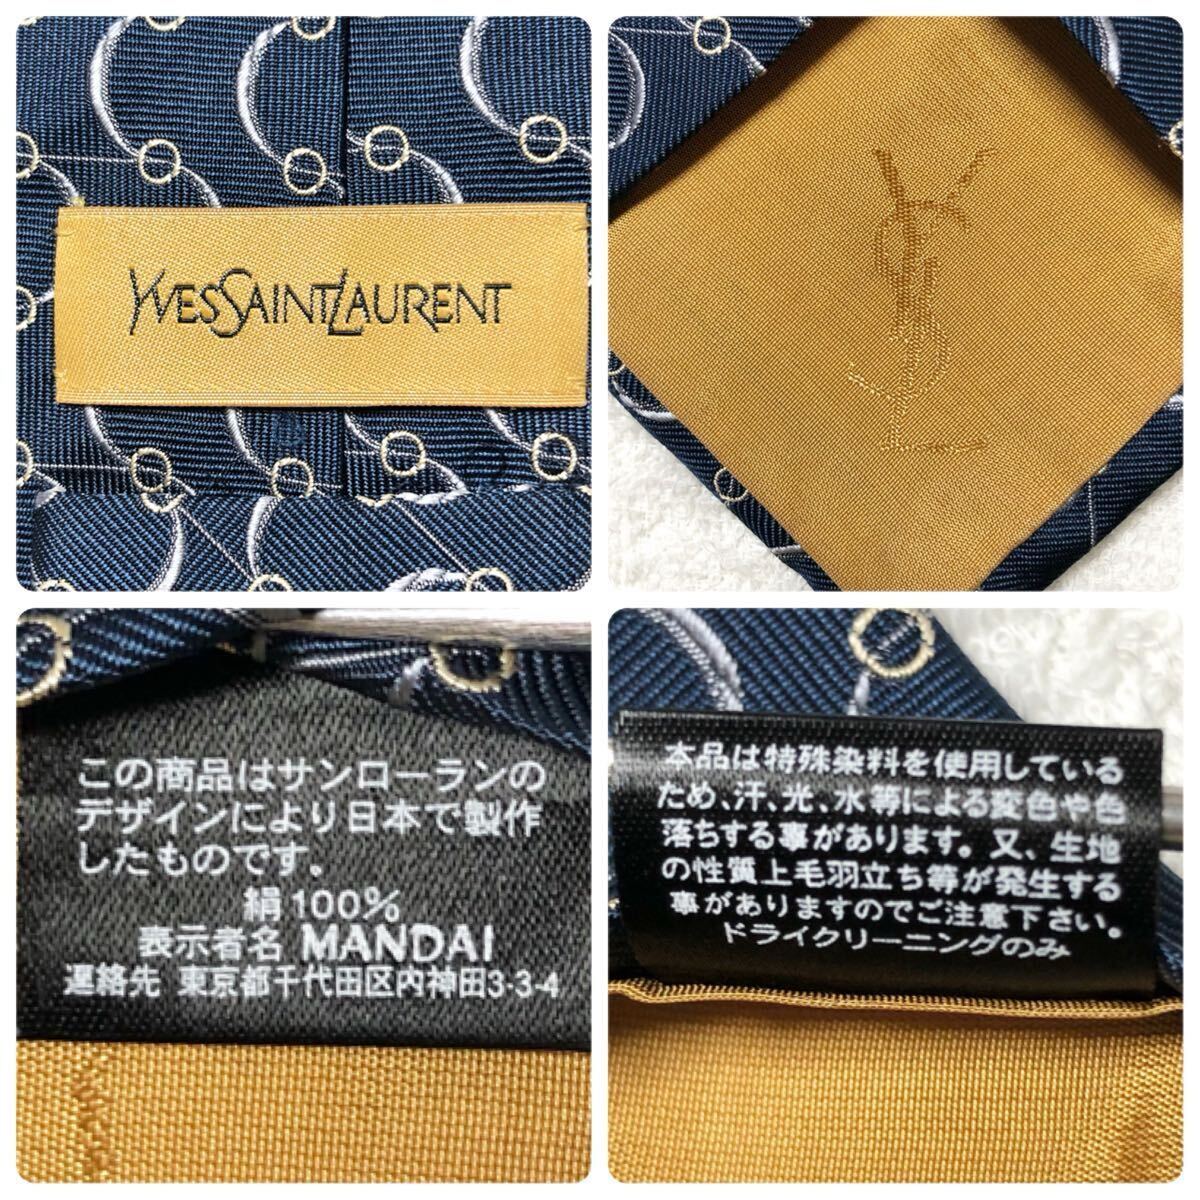 YVESSAINTLAURENT
YSL
この商品はサンローランの
デザインにより日本で製作
したものです。
絹100%
表示者名 MANDAI
連絡先 東京都千代田区内神田3-3-4
本品は特殊染料を使用している
ため、汗、光、水等による変色や色
落ちする事があります。又、生地
の性質上毛羽立ち等が発生する
事がありますのでご注意下さい。
ドライクリーニングのみ